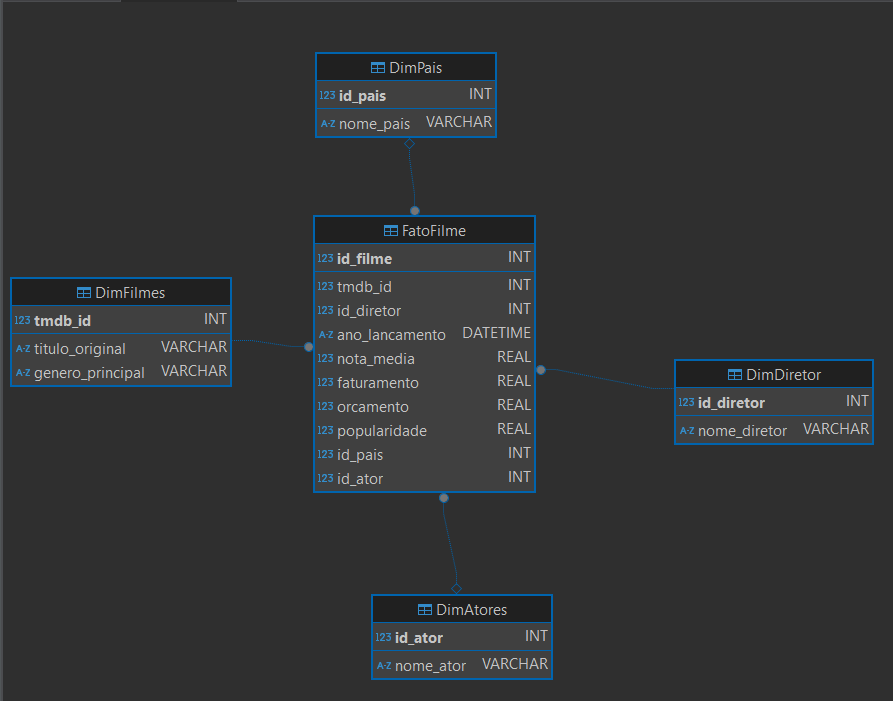 DimPais
123 id_pais INT
A-Z nome_pais VARCHAR
FatoFilme
123 id_filme INT
123 tmdb_id INT
123 id_diretor INT
A-Z ano_lancamento DATETIME
123 nota_media REAL
123 faturamento REAL
123 orcamento REAL
123 popularidade REAL
123 id_pais INT
123 id_ator INT
DimFilmes
123 tmdb_id INT
A-Z titulo_original VARCHAR
A-Z genero_principal VARCHAR
DimDiretor
123 id_diretor INT
A-Z nome_diretor VARCHAR
DimAtores
123 id_ator INT
A-Z nome_ator VARCHAR